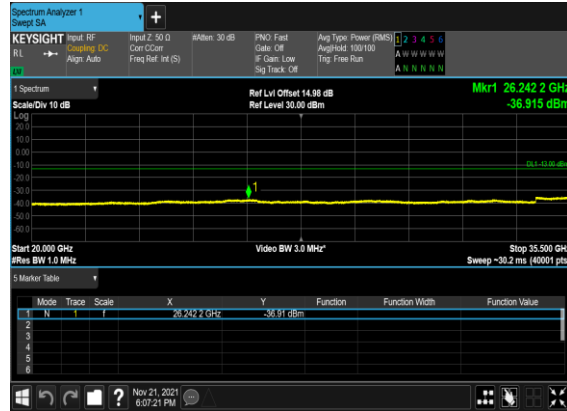 Spectrum Analyzer 1
Swept SA
+
KEYSIGHT Input: RF Input Z: 50 Ω #Atten: 30 dB PNO: Fast Avg Type: Power (RMS) 1 2 3 4 5 6
RL Coupling: DC Corr CCorr Gate: Off Avg|Hold: 100/100 A W W W W W
Align: Auto Freq Ref: Int (S) IF Gain: Low Trig: Free Run
Sig Track: Off A N N N N N
1 Spectrum Ref Lvl Offset 14.98 dB Mkr1 26.242 2 GHz
Scale/Div 10 dB Ref Level 30.00 dBm -36.915 dBm
Log
20.0
10.0
0.00
-10.0
DL1 -13.00 dBm
-20.0
-30.0
1
-40.0
-50.0
-60.0
Start 20.000 GHz Video BW 3.0 MHz* Stop 35.500 GHz
#Res BW 1.0 MHz Sweep ~30.2 ms (40001 pts)
5 Marker Table
Mode Trace Scale X Y Function Function Width Function Value
1 N 1 f 26.242 2 GHz -36.91 dBm
2
3
4
5
6
? Nov 21, 2021
6:07:21 PM